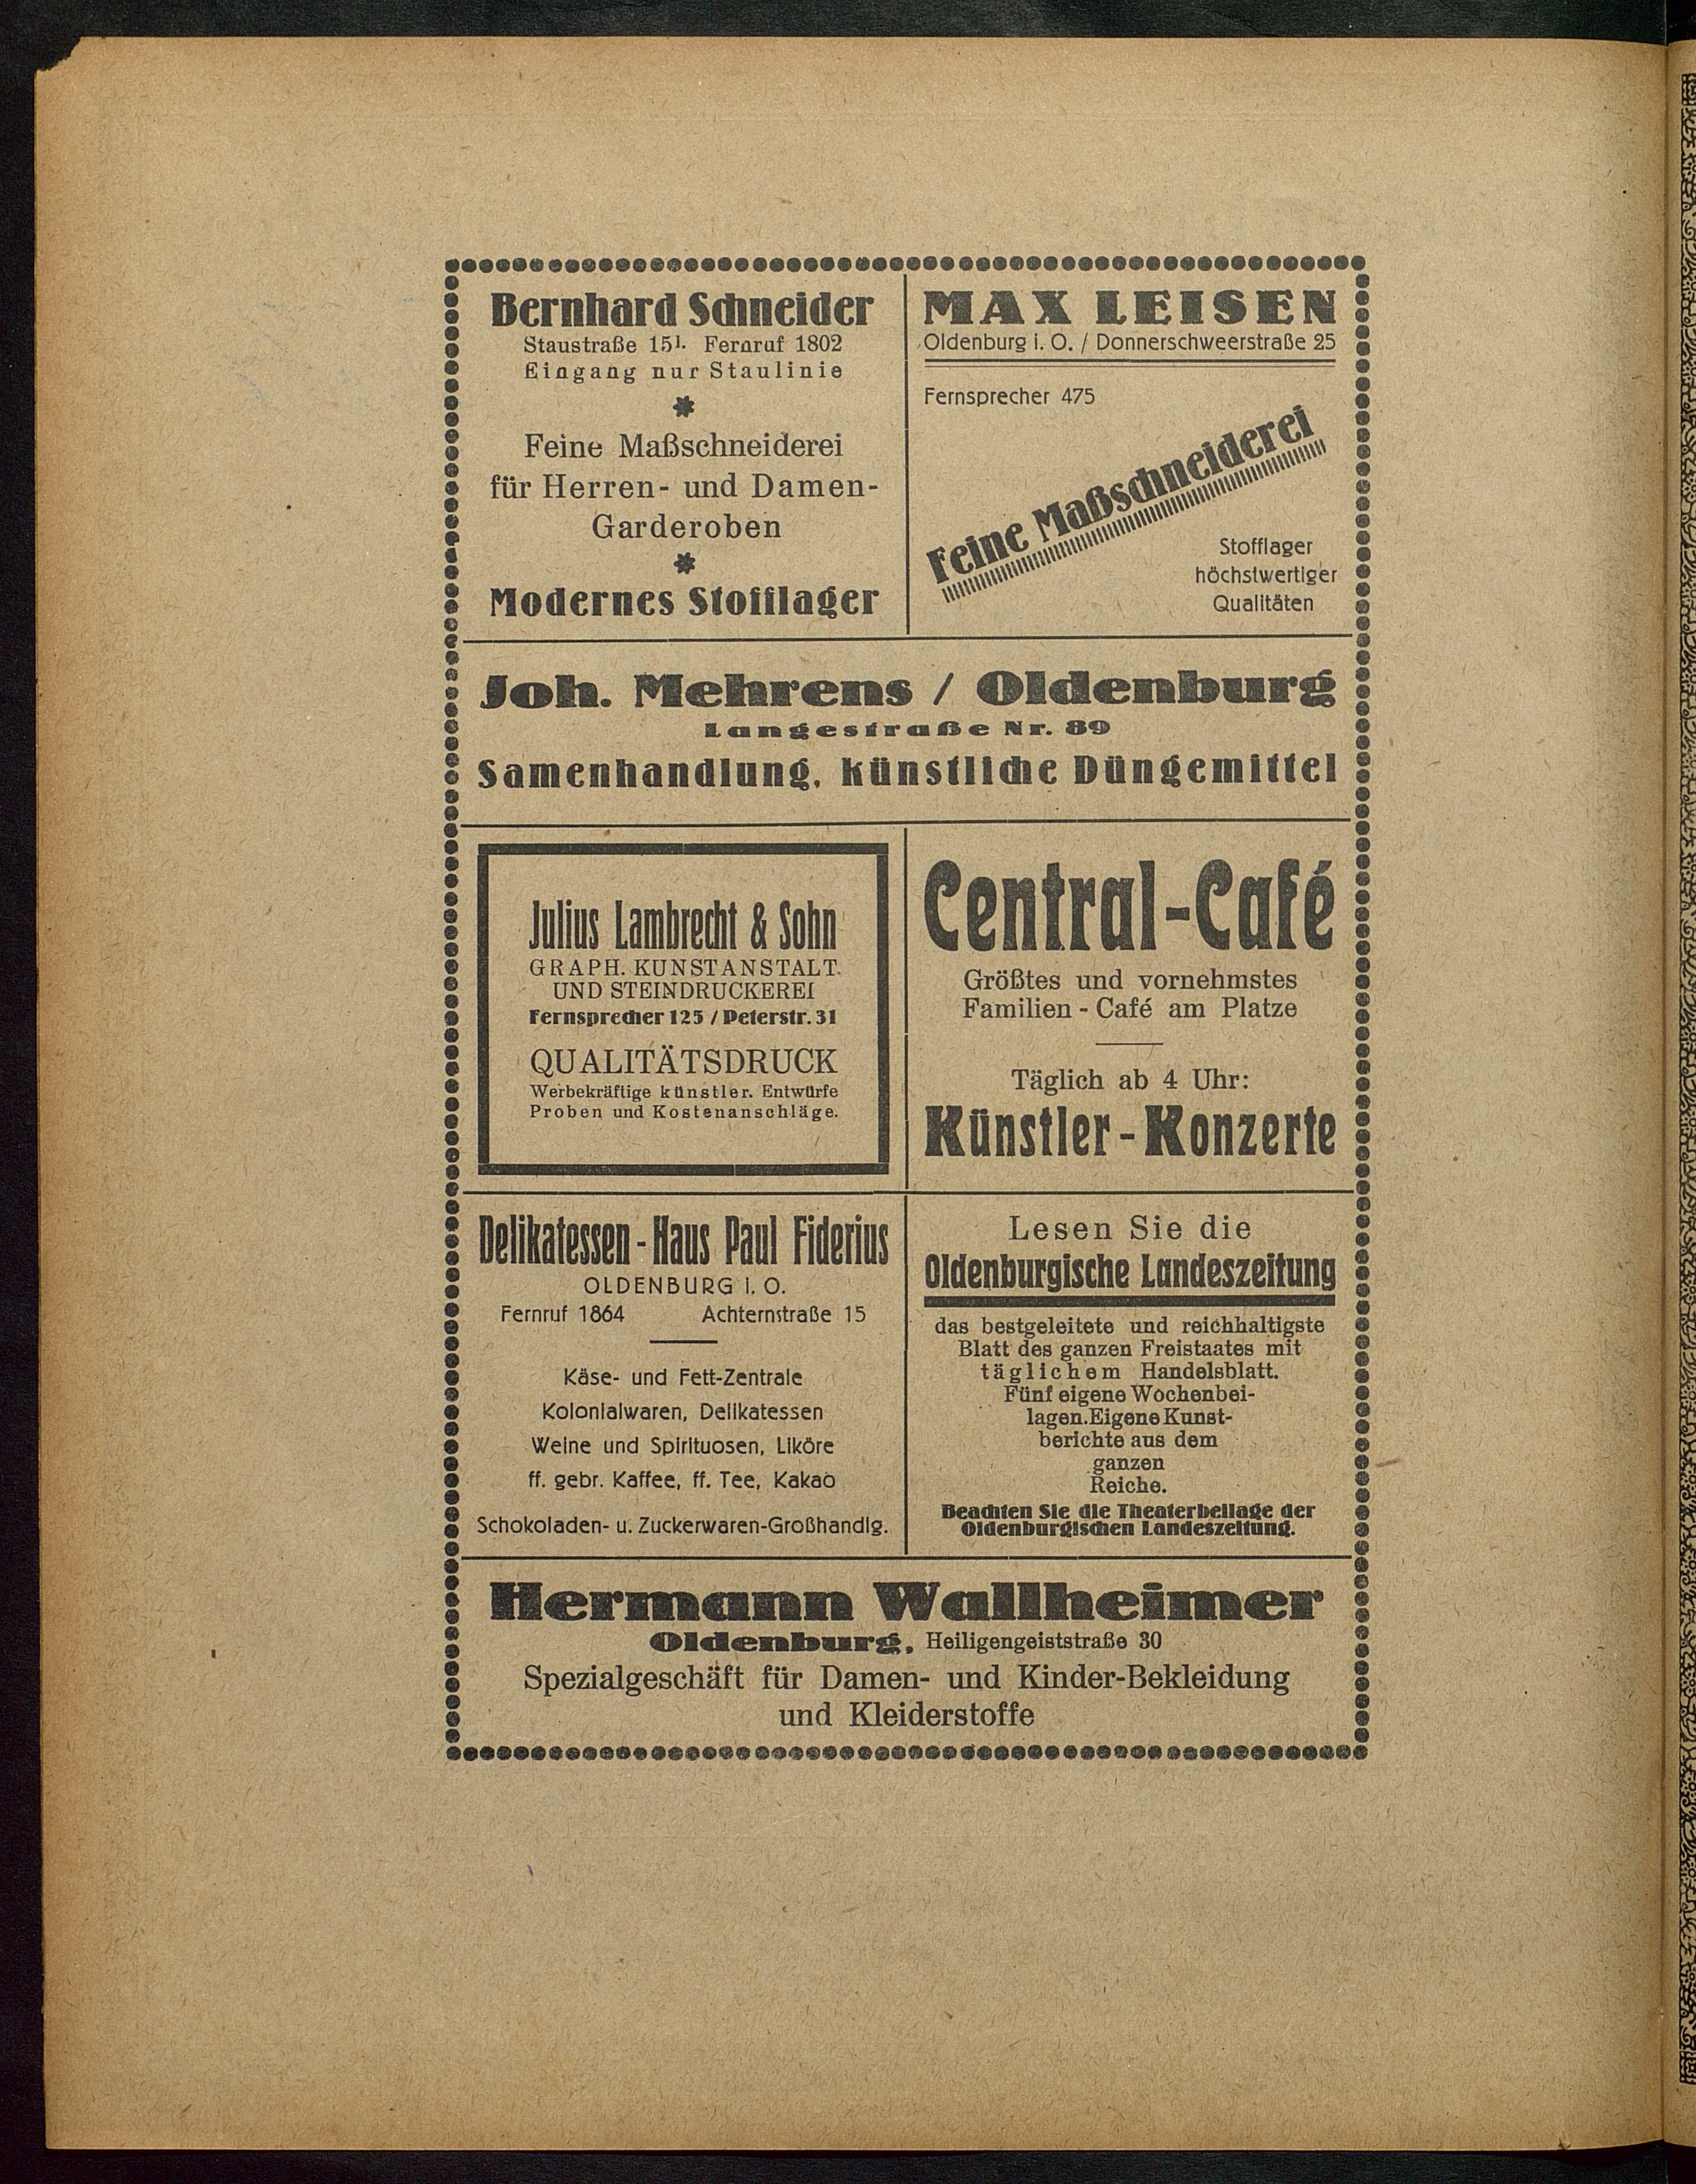 Bernhard Schneider
Staustraße 15¹. Fernruf 1802
Eingang nur Staulinie
Feine Maßschneiderei
für Herren- und Damen-
Garderoben
Modernes Stofflager
MAX LEISEN
Oldenburg i. O. / Donnerschweerstraße 25
Fernsprecher 475
Feine Maßschneiderei
Stofflager
höchstwertiger
Qualitäten
Joh. Mehrens / Oldenburg
Langestraße Nr. 89
Samenhandlung, künstliche Düngemittel
Julius Lambrecht & Sohn
GRAPH. KUNSTANSTALT
UND STEINDRUCKEREI
Fernsprecher 125 / Peterstr. 31
QUALITÄTSDRUCK
Werbekräftige künstler. Entwürfe
Proben und Kostenanschläge.
Central-Café
Größtes und vornehmstes
Familien - Café am Platze
Täglich ab 4 Uhr:
Künstler - Konzerte
Delikatessen - Haus Paul Fiderius
OLDENBURG I. O.
Fernruf 1864 Achternstraße 15
Käse- und Fett-Zentrale
Kolonialwaren, Delikatessen
Weine und Spirituosen, Liköre
ff. gebr. Kaffee, ff. Tee, Kakao
Schokoladen- u. Zuckerwaren-Großhandlg.
Lesen Sie die
Oldenburgische Landeszeitung
das bestgeleitete und reichhaltigste
Blatt des ganzen Freistaates mit
täglichem Handelsblatt.
Fünf eigene Wochenbei-
lagen. Eigene Kunst-
berichte aus dem
ganzen
Reiche.
Beachten Sie die Theaterbeilage der
Oldenburgischen Landeszeitung.
Hermann Wallheimer
Oldenburg, Heiligengeiststraße 30
Spezialgeschäft für Damen- und Kinder-Bekleidung
und Kleiderstoffe